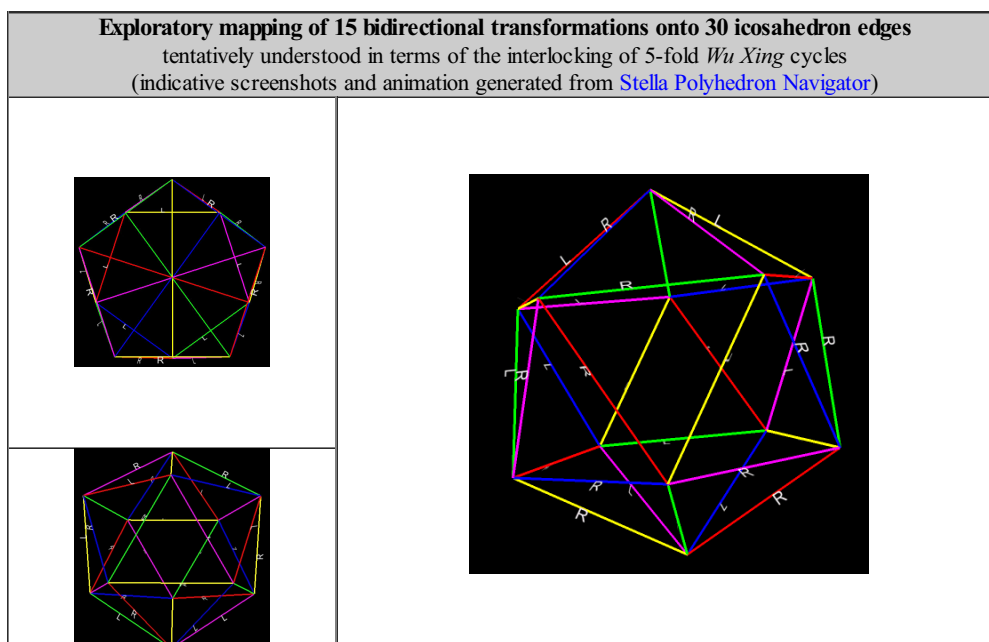 Exploratory mapping of 15 bidirectional transformations onto 30 icosahedron edges
tentatively understood in terms of the interlocking of 5-fold Wu Xing cycles
(indicative screenshots and animation generated from Stella Polyhedron Navigator)
R
R
L
R
R
R
L
L
R
L
R
L
L
R
L
R
L
R
R
L
R
L
R
R
R
L
R
L
L
R
L
R
L
R
L
R
L
L